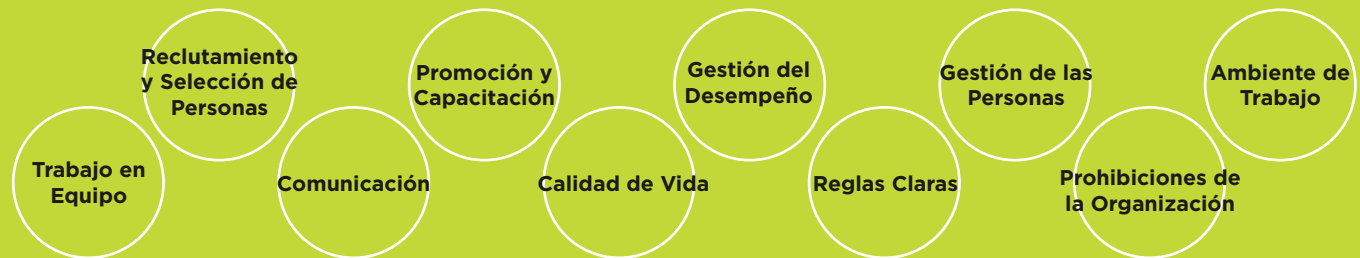 Reclutamiento
y Selección de
Personas
Promoción y
Capacitación
Gestión del
Desempeño
Gestión de las
Personas
Ambiente de
Trabajo
Trabajo en
Equipo
Comunicación
Calidad de Vida
Reglas Claras
Prohibiciones de
la Organización